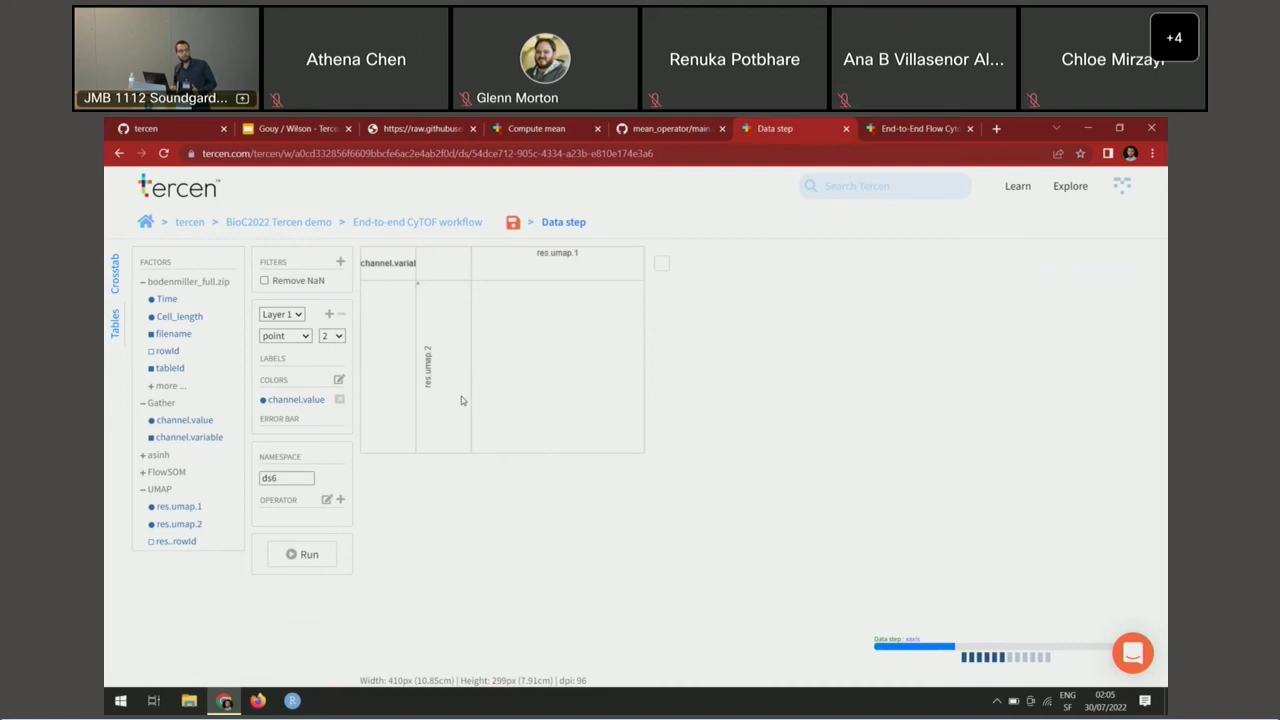 JMB 1112 Soundgard...
Athena Chen
Glenn Morton
Renuka Potbhare
Ana B Villasenor Al...
Chloe Mirzayi
+4
tercen
Gouy / Wilson - Terce
https://raw.githubuse
Compute mean
mean_operator/main.
Data step
End-to-End Flow Cyto
tercen.com/tercen/w/a0cd332856f6609bbcfe6ac2e4ab2f0d/ds/54dce712-905c-4334-a23b-e810e174e3a6
tercen
Search Tercen
Learn
Explore
> tercen > BioC2022 Tercen demo > End-to-end CyTOF workflow > Data step
Crosstab
Tables
FACTORS
bodenmiller_full.zip
Time
Cell_length
filename
rowId
tableId
+ more ...
Gather
channel.value
channel.variable
asinh
FlowSOM
UMAP
res.umap.1
res.umap.2
res..rowId
FILTERS
Remove NaN
Layer 1
point
2
LABELS
COLORS
channel.value
ERROR BAR
NAMESPACE
ds6
OPERATOR
Run
channel.varial
res.umap.1
res.umap.2
Data step : xaxis
Width: 410px (10.85cm) | Height: 299px (7.91cm) | dpi: 96
ENG
SF
02:05
30/07/2022